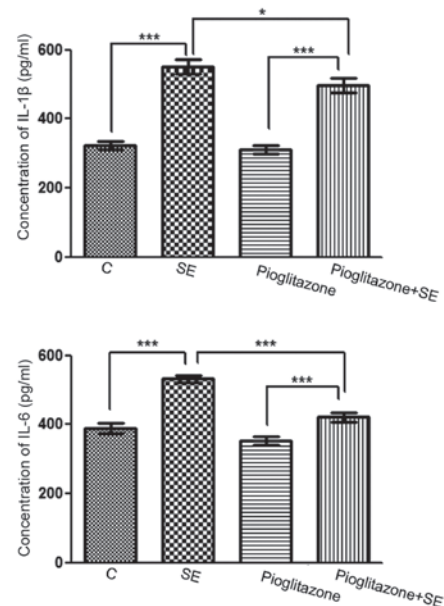 *
***
***
600
400
200
0
Concentration of IL-1β (pg/ml)
C
SE
Pioglitazone
Pioglitazone+SE
***
***
***
600
400
200
0
Concentration of IL-6 (pg/ml)
C
SE
Pioglitazone
Pioglitazone+SE